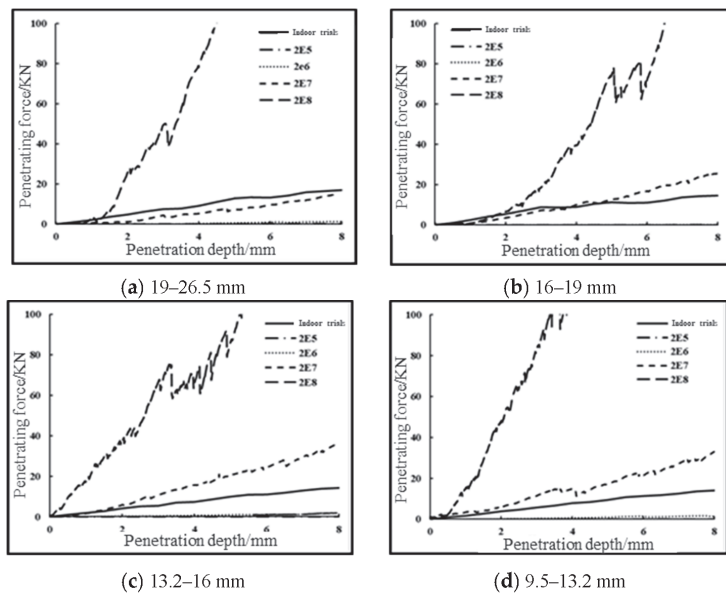 Penetrating force/KN
100
80
60
40
20
0
0 2 4 6 8
Penetration depth/mm
Indoor trials
2E5
2e6
2E7
2E8
(a) 19–26.5 mm
Penetrating force/KN
100
80
60
40
20
0
0 2 4 6 8
Penetration depth/mm
Indoor trials
2E5
2E6
2E7
2E8
(b) 16–19 mm
Penetrating force/KN
100
80
60
40
20
0
0 2 4 6 8
Penetration depth/mm
Indoor trials
2E5
2E6
2E7
2E8
(c) 13.2–16 mm
Penetrating force/KN
100
80
60
40
20
0
0 2 4 6 8
Penetration depth/mm
Indoor trials
2E5
2E6
2E7
2E8
(d) 9.5–13.2 mm